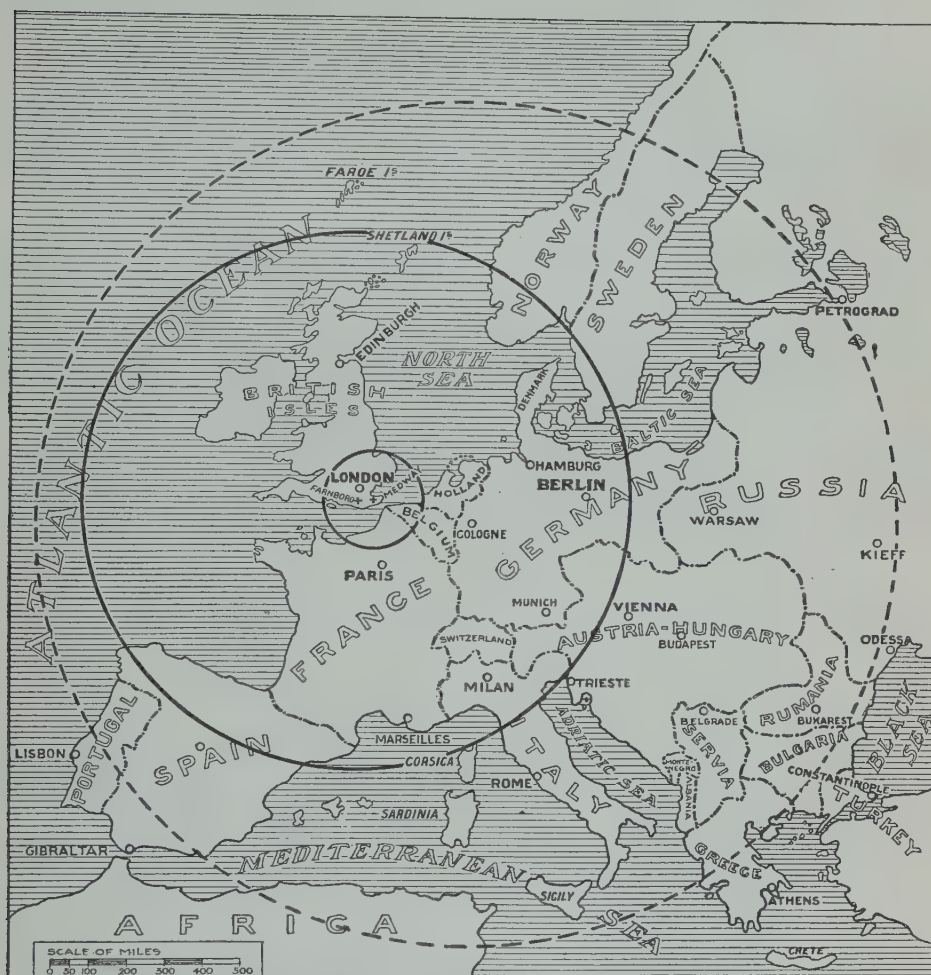 FAROE Is
SHETLAND Is
ATLANTIC OCEAN
NORWAY
SWEDEN
PETROGRAD
EDINBURGH
NORTH
SEA
BRITISH
ISLES
DENMARK
BALTIC SEA
HAMBURG
BERLIN
LONDON
FARNBORO
MEDWAY
HOLLAND
BELGIUM
COLOGNE
GERMANY
RUSSIA
WARSAW
KIEFF
PARIS
FRANCE
MUNICH
VIENNA
SWITZERLAND
AUSTRIA-HUNGARY
BUDAPEST
ODESSA
MILAN
TRIESTE
BELGRADE
RUMANIA
BUKAREST
BLACK SEA
LISBON
PORTUGAL
SPAIN
MARSEILLES
CORSICA
ITALY
ADRIATIC SEA
ROME
SERVIA
MONTE-
NEGRO
ALBANIA
BULGARIA
CONSTANTINOPLE
TURKEY
SARDINIA
GIBRALTAR
MEDITERRANEAN
SEA
SICILY
GREECE
ATHENS
AFRICA
CRETE
SCALE OF MILES
0 50 100 200 300 400 500